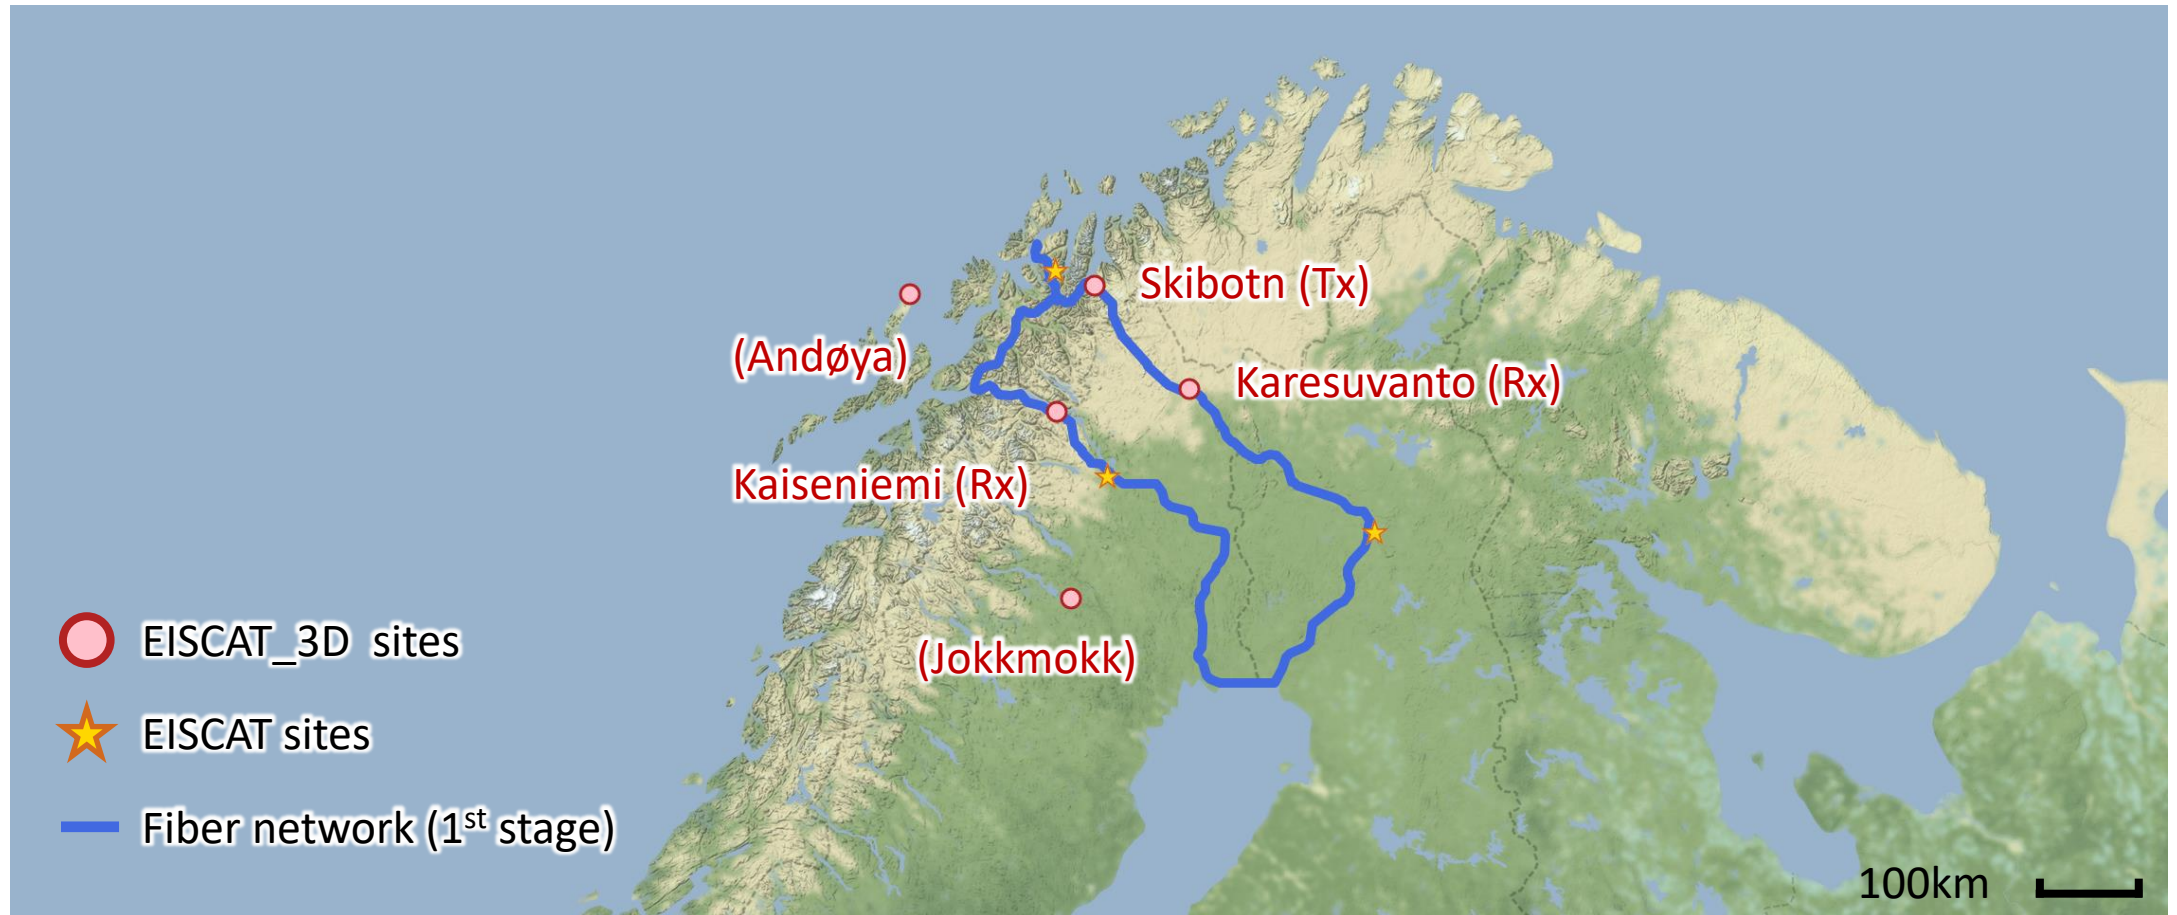 Skibotn (Tx)
(Andøya)
Karesuvanto (Rx)
Kaiseniemi (Rx)
(Jokkmokk)
EISCAT_3D sites
EISCAT sites
Fiber network (1st stage)
100km